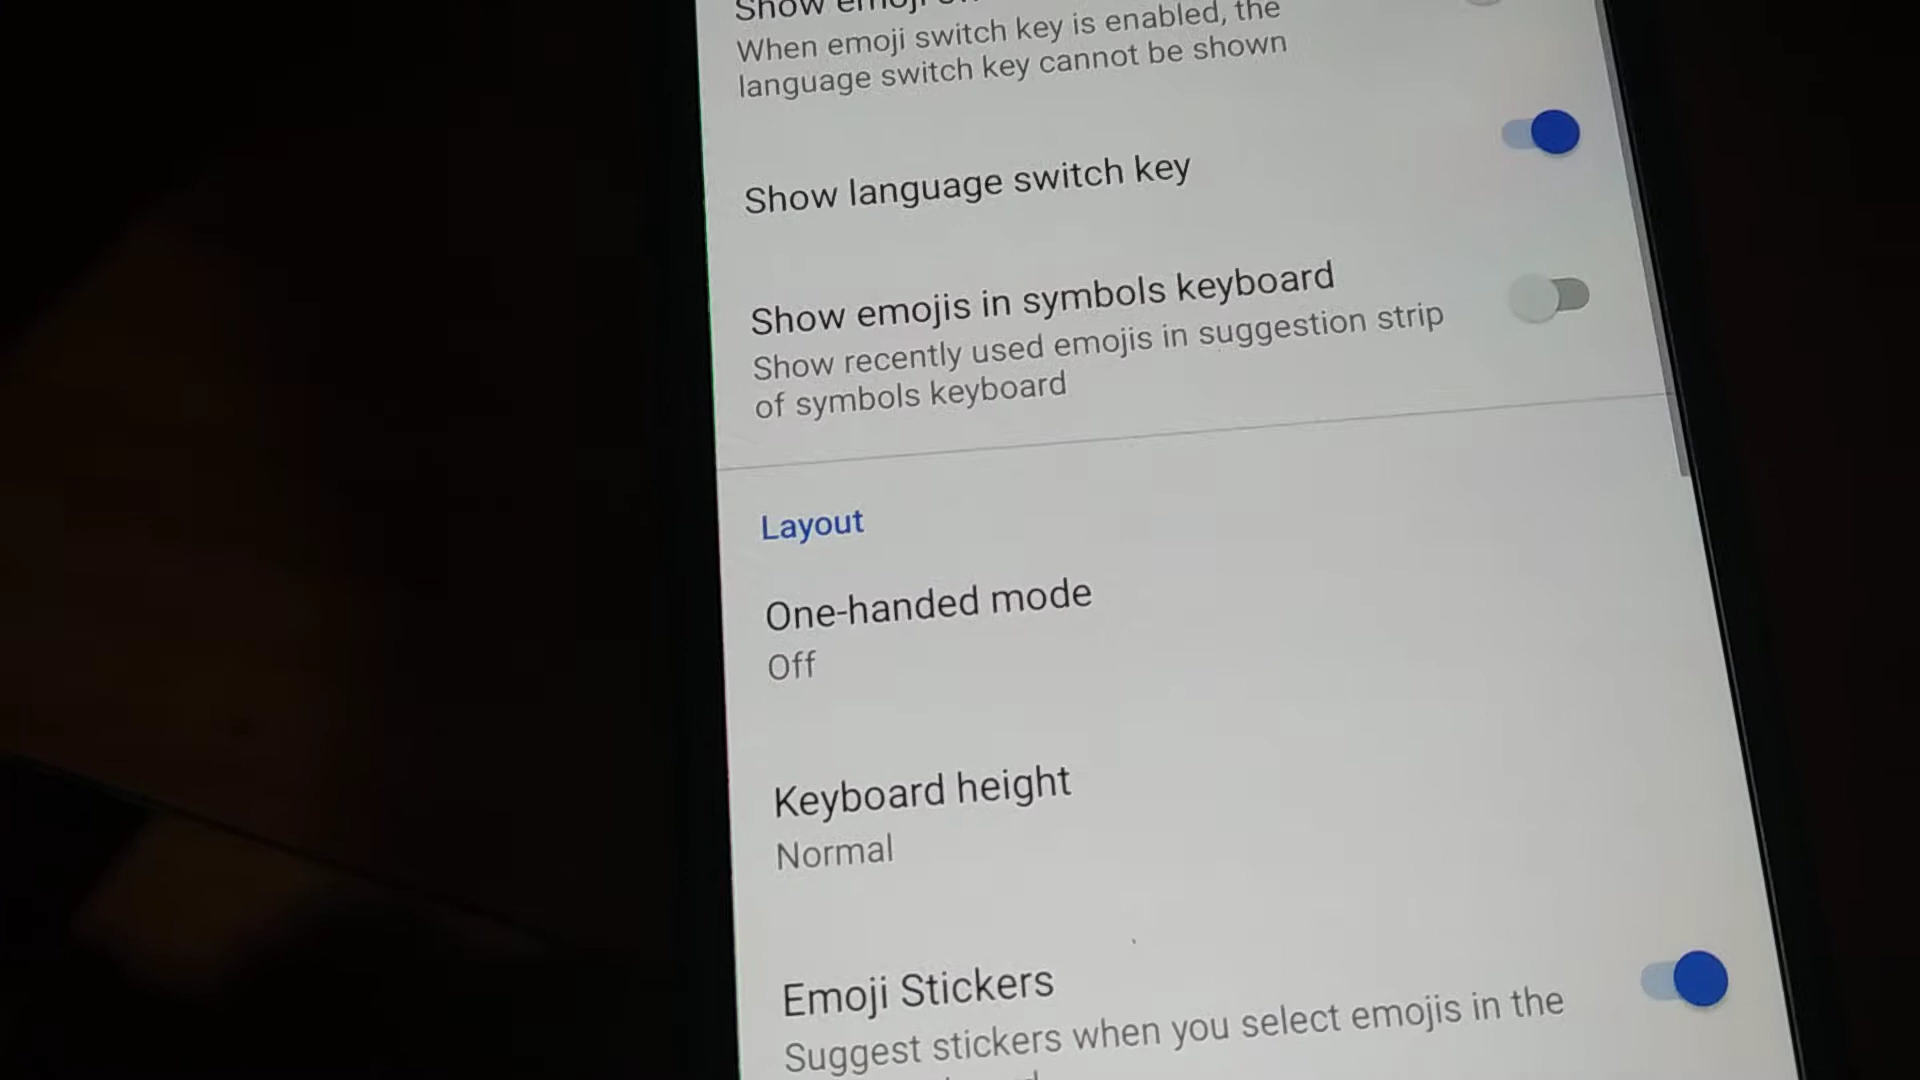 Show emoji
When emoji switch key is enabled, the
language switch key cannot be shown
Show language switch key
Show emojis in symbols keyboard
Show recently used emojis in suggestion strip
of symbols keyboard
Layout
One-handed mode
Off
Keyboard height
Normal
Emoji Stickers
Suggest stickers when you select emojis in the